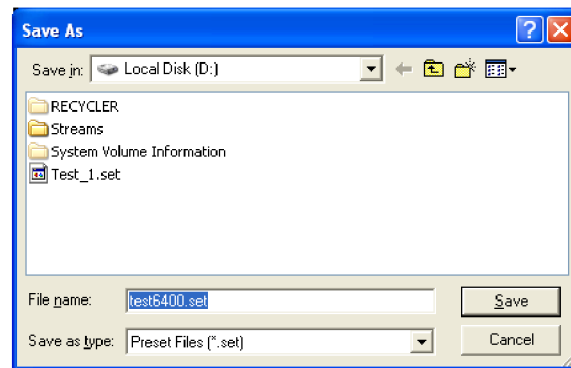 Save As
Save in: Local Disk (D:)
RECYCLER
Streams
System Volume Information
Test_1.set
File name: test6400.set Save
Save as type: Preset Files (*.set) Cancel